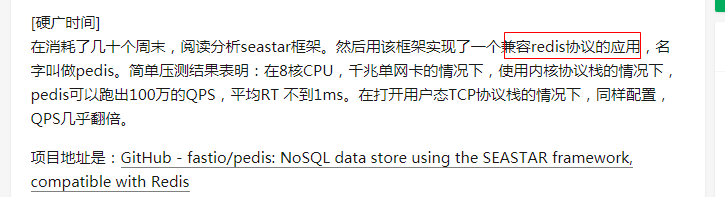 [硬广时间]
在消耗了几十个周末，阅读分析seastar框架。然后用该框架实现了一个兼容redis协议的应用，名
字叫做pedis。简单压测结果表明：在8核CPU，千兆单网卡的情况下，使用内核协议栈的情况下，
pedis可以跑出100万的QPS，平均RT 不到1ms。在打开用户态TCP协议栈的情况下，同样配置，
QPS几乎翻倍。
项目地址是：GitHub - fastio/pedis: NoSQL data store using the SEASTAR framework,
compatible with Redis